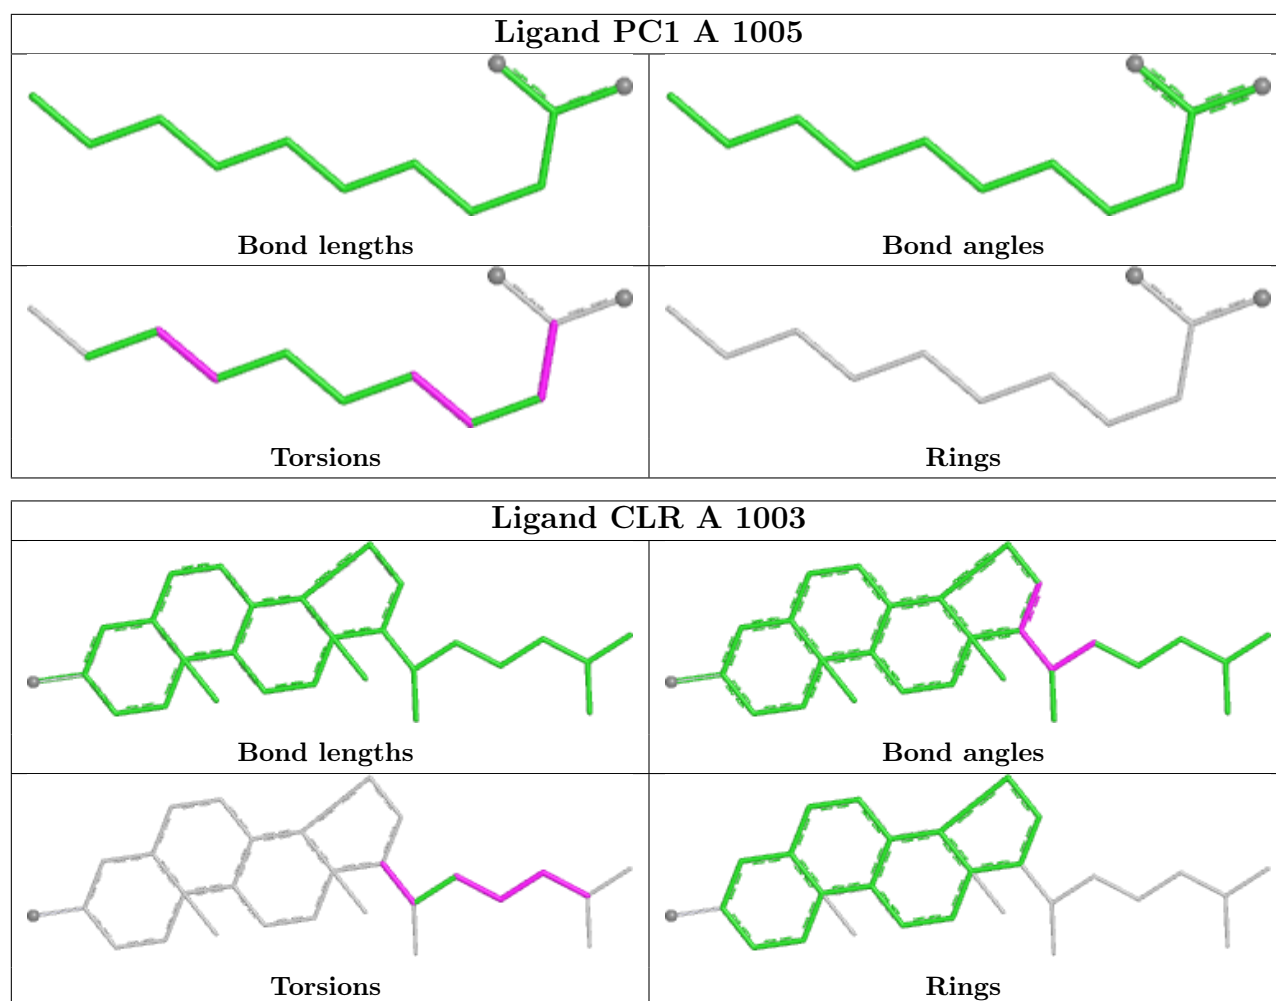 Ligand PC1 A 1005
Bond lengths
Bond angles
Torsions
Rings
Ligand CLR A 1003
Bond lengths
Bond angles
Torsions
Rings